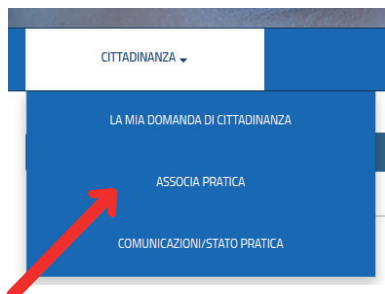 CITTADINANZA
LA MIA DOMANDA DI CITTADINANZA
ASSOCIA PRATICA
COMUNICAZIONI/STATO PRATICA